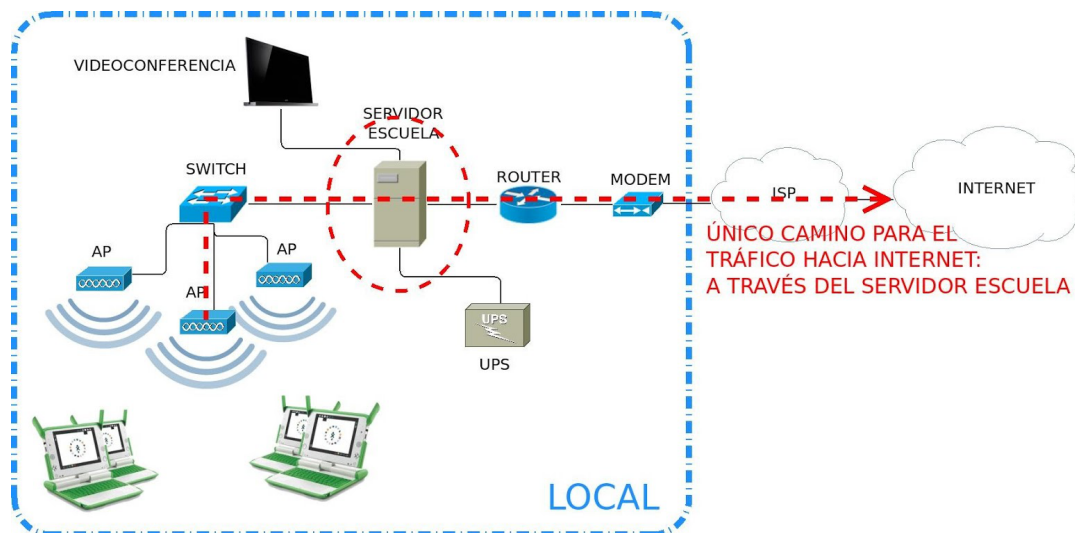 VIDEOCONFERENCIA
SERVIDOR
ESCUELA
SWITCH
ROUTER
MODEM
ISP
INTERNET
AP
AP
AP
ÚNICO CAMINO PARA EL
TRÁFICO HACIA INTERNET:
A TRAVÉS DEL SERVIDOR ESCUELA
UPS
UPS
LOCAL